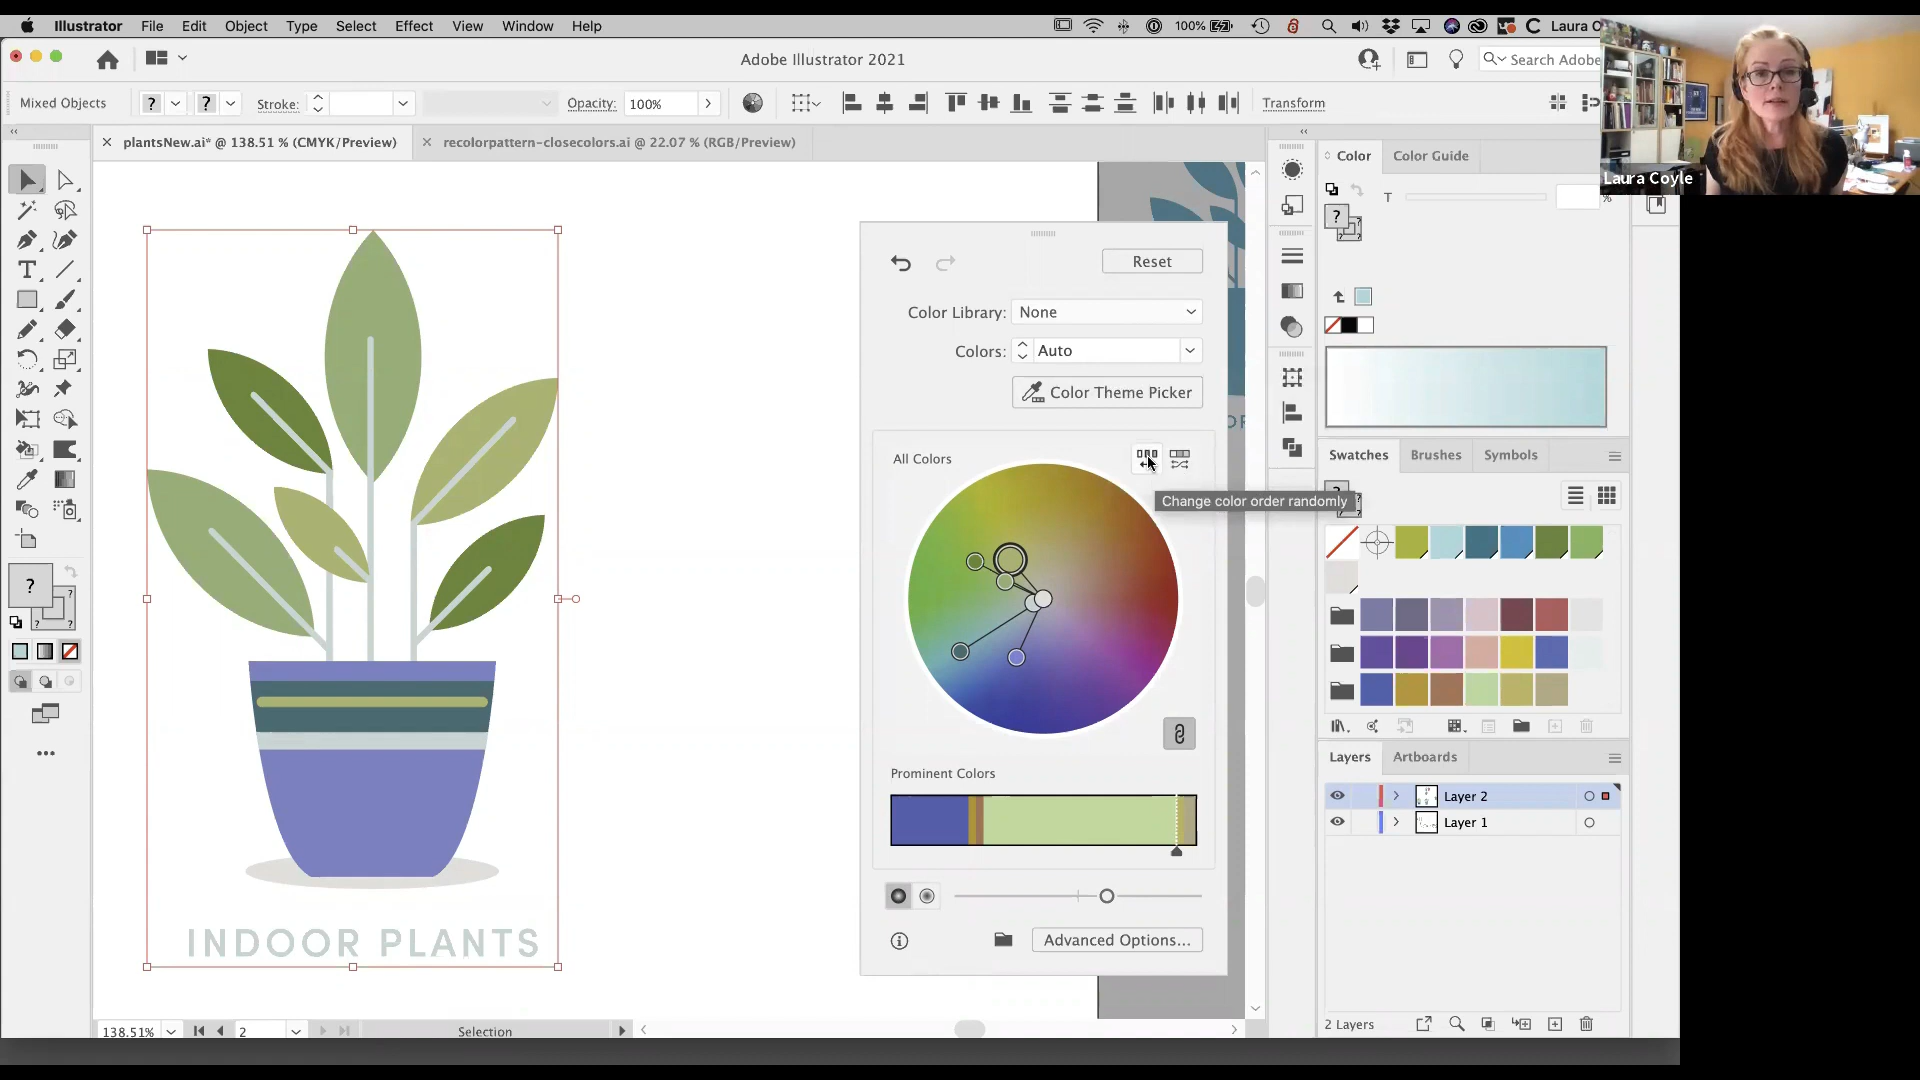 Illustrator File Edit Object Type Select Effect View Window Help 100% Laura Co
Adobe Illustrator 2021 Search Adobe
Mixed Objects ? ? Stroke: Opacity: 100% Transform
plantsNew.ai* @ 138.51 % (CMYK/Preview) recolorpattern-closecolors.ai @ 22.07 % (RGB/Preview)
Color Color Guide
Laura Coyle
T %
?
Reset
Color Library: None
Colors: Auto
Color Theme Picker
All Colors
Change color order randomly
Swatches Brushes Symbols
Prominent Colors
Layers Artboards
Layer 2
Layer 1
Advanced Options...
INDOOR PLANTS
2 Layers
138.51% 2 Selection